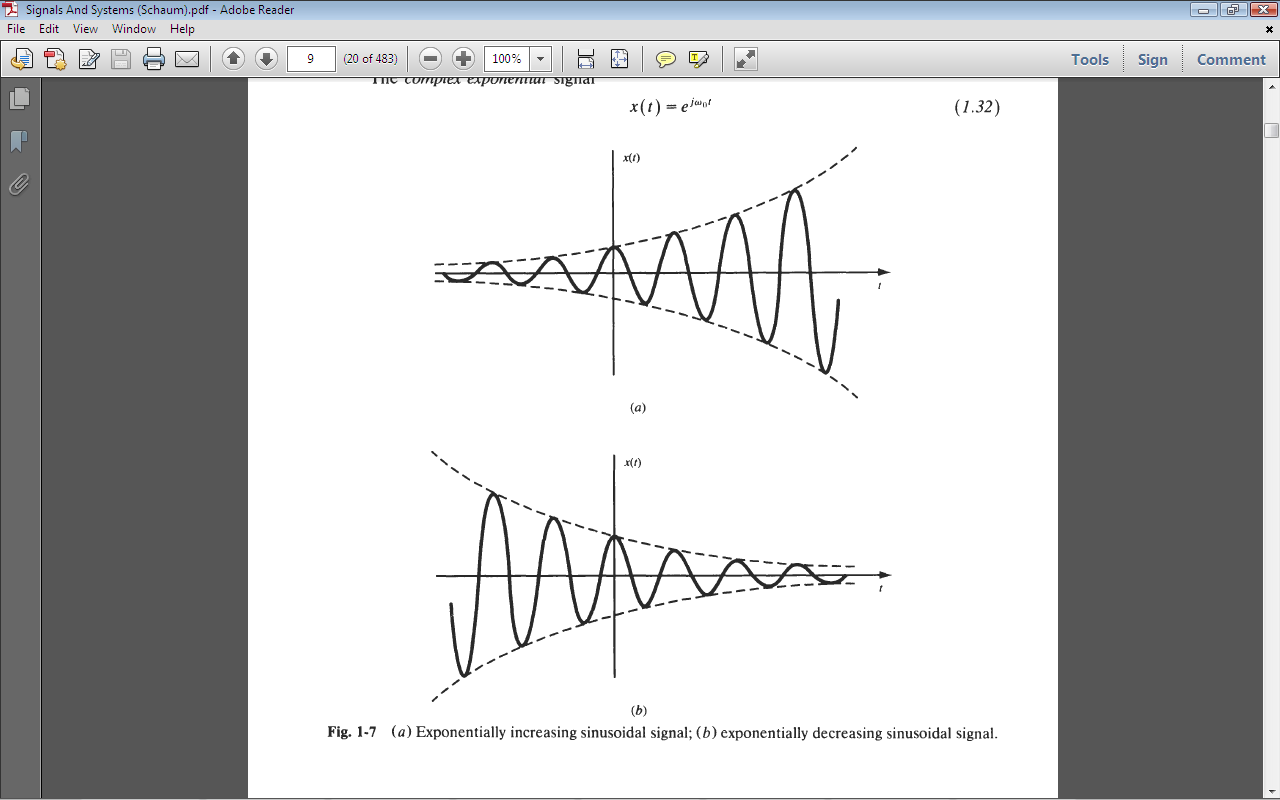 Signals And Systems (Schaum).pdf - Adobe Reader
File Edit View Window Help
9 (20 of 483) 100% Tools Sign Comment
The complex exponential signal
x(t) = e^{jω₀t} (1.32)
x(t)
t
(a)
x(t)
t
(b)
Fig. 1-7 (a) Exponentially increasing sinusoidal signal; (b) exponentially decreasing sinusoidal signal.